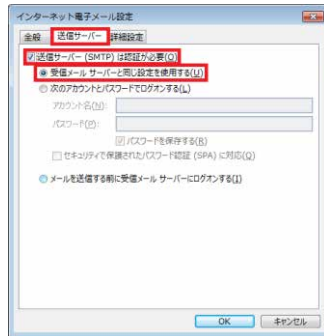 インターネット電子メール設定
全般 送信サーバー 詳細設定
送信サーバー (SMTP) は認証が必要(O)
受信メール サーバーと同じ設定を使用する(U)
次のアカウントとパスワードでログオンする(L)
アカウント名(N):
パスワード(P):
パスワードを保存する(R)
セキュリティで保護されたパスワード認証 (SPA) に対応(Q)
メールを送信する前に受信メール サーバーにログオンする(I)
OK キャンセル